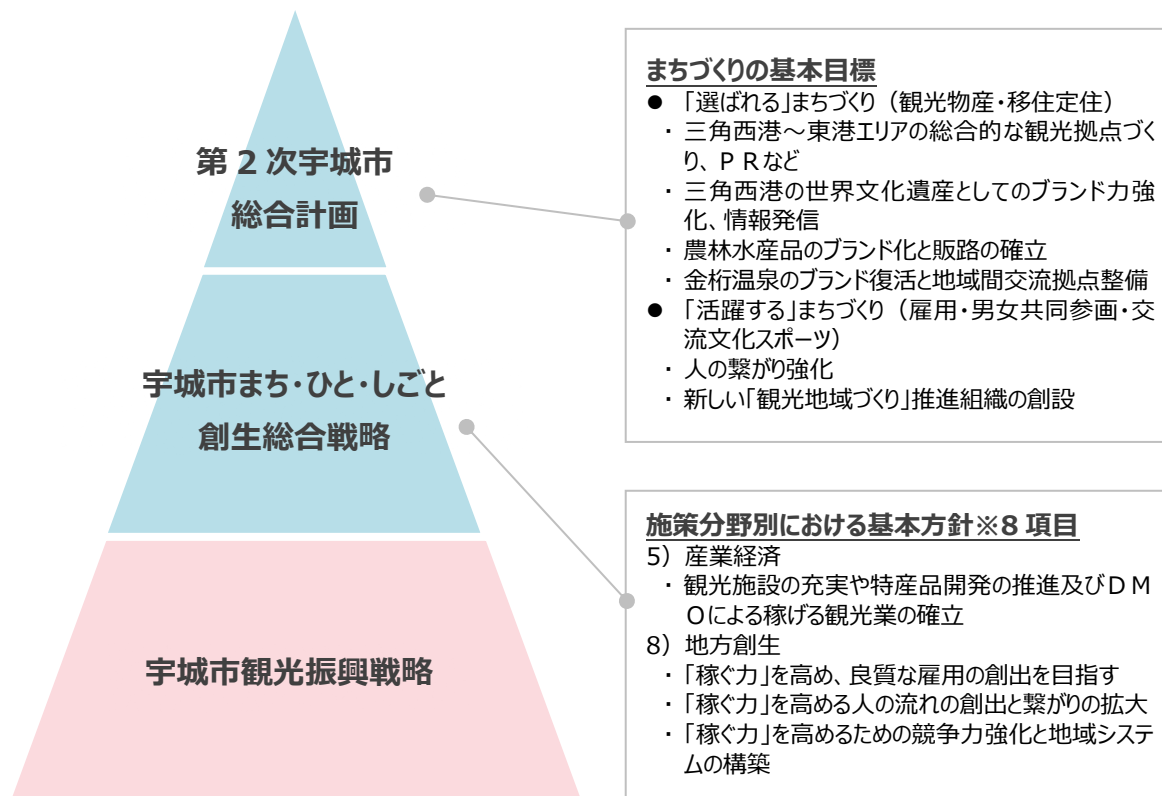 第２次宇城市
総合計画
宇城市まち・ひと・しごと
創生総合戦略
宇城市観光振興戦略
まちづくりの基本目標
● 「選ばれる」まちづくり（観光物産・移住定住）
・ 三角西港～東港エリアの総合的な観光拠点づく
り、ＰＲなど
・ 三角西港の世界文化遺産としてのブランド力強
化、情報発信
・ 農林水産品のブランド化と販路の確立
・ 金桁温泉のブランド復活と地域間交流拠点整備
● 「活躍する」まちづくり（雇用・男女共同参画・交
流文化スポーツ）
・ 人の繋がり強化
・ 新しい「観光地域づくり」推進組織の創設
施策分野別における基本方針※8 項目
5）産業経済
・ 観光施設の充実や特産品開発の推進及びＤＭ
Ｏによる稼げる観光業の確立
8）地方創生
・ 「稼ぐ力」を高め、良質な雇用の創出を目指す
・ 「稼ぐ力」を高める人の流れの創出と繋がりの拡大
・ 「稼ぐ力」を高めるための競争力強化と地域システ
ムの構築